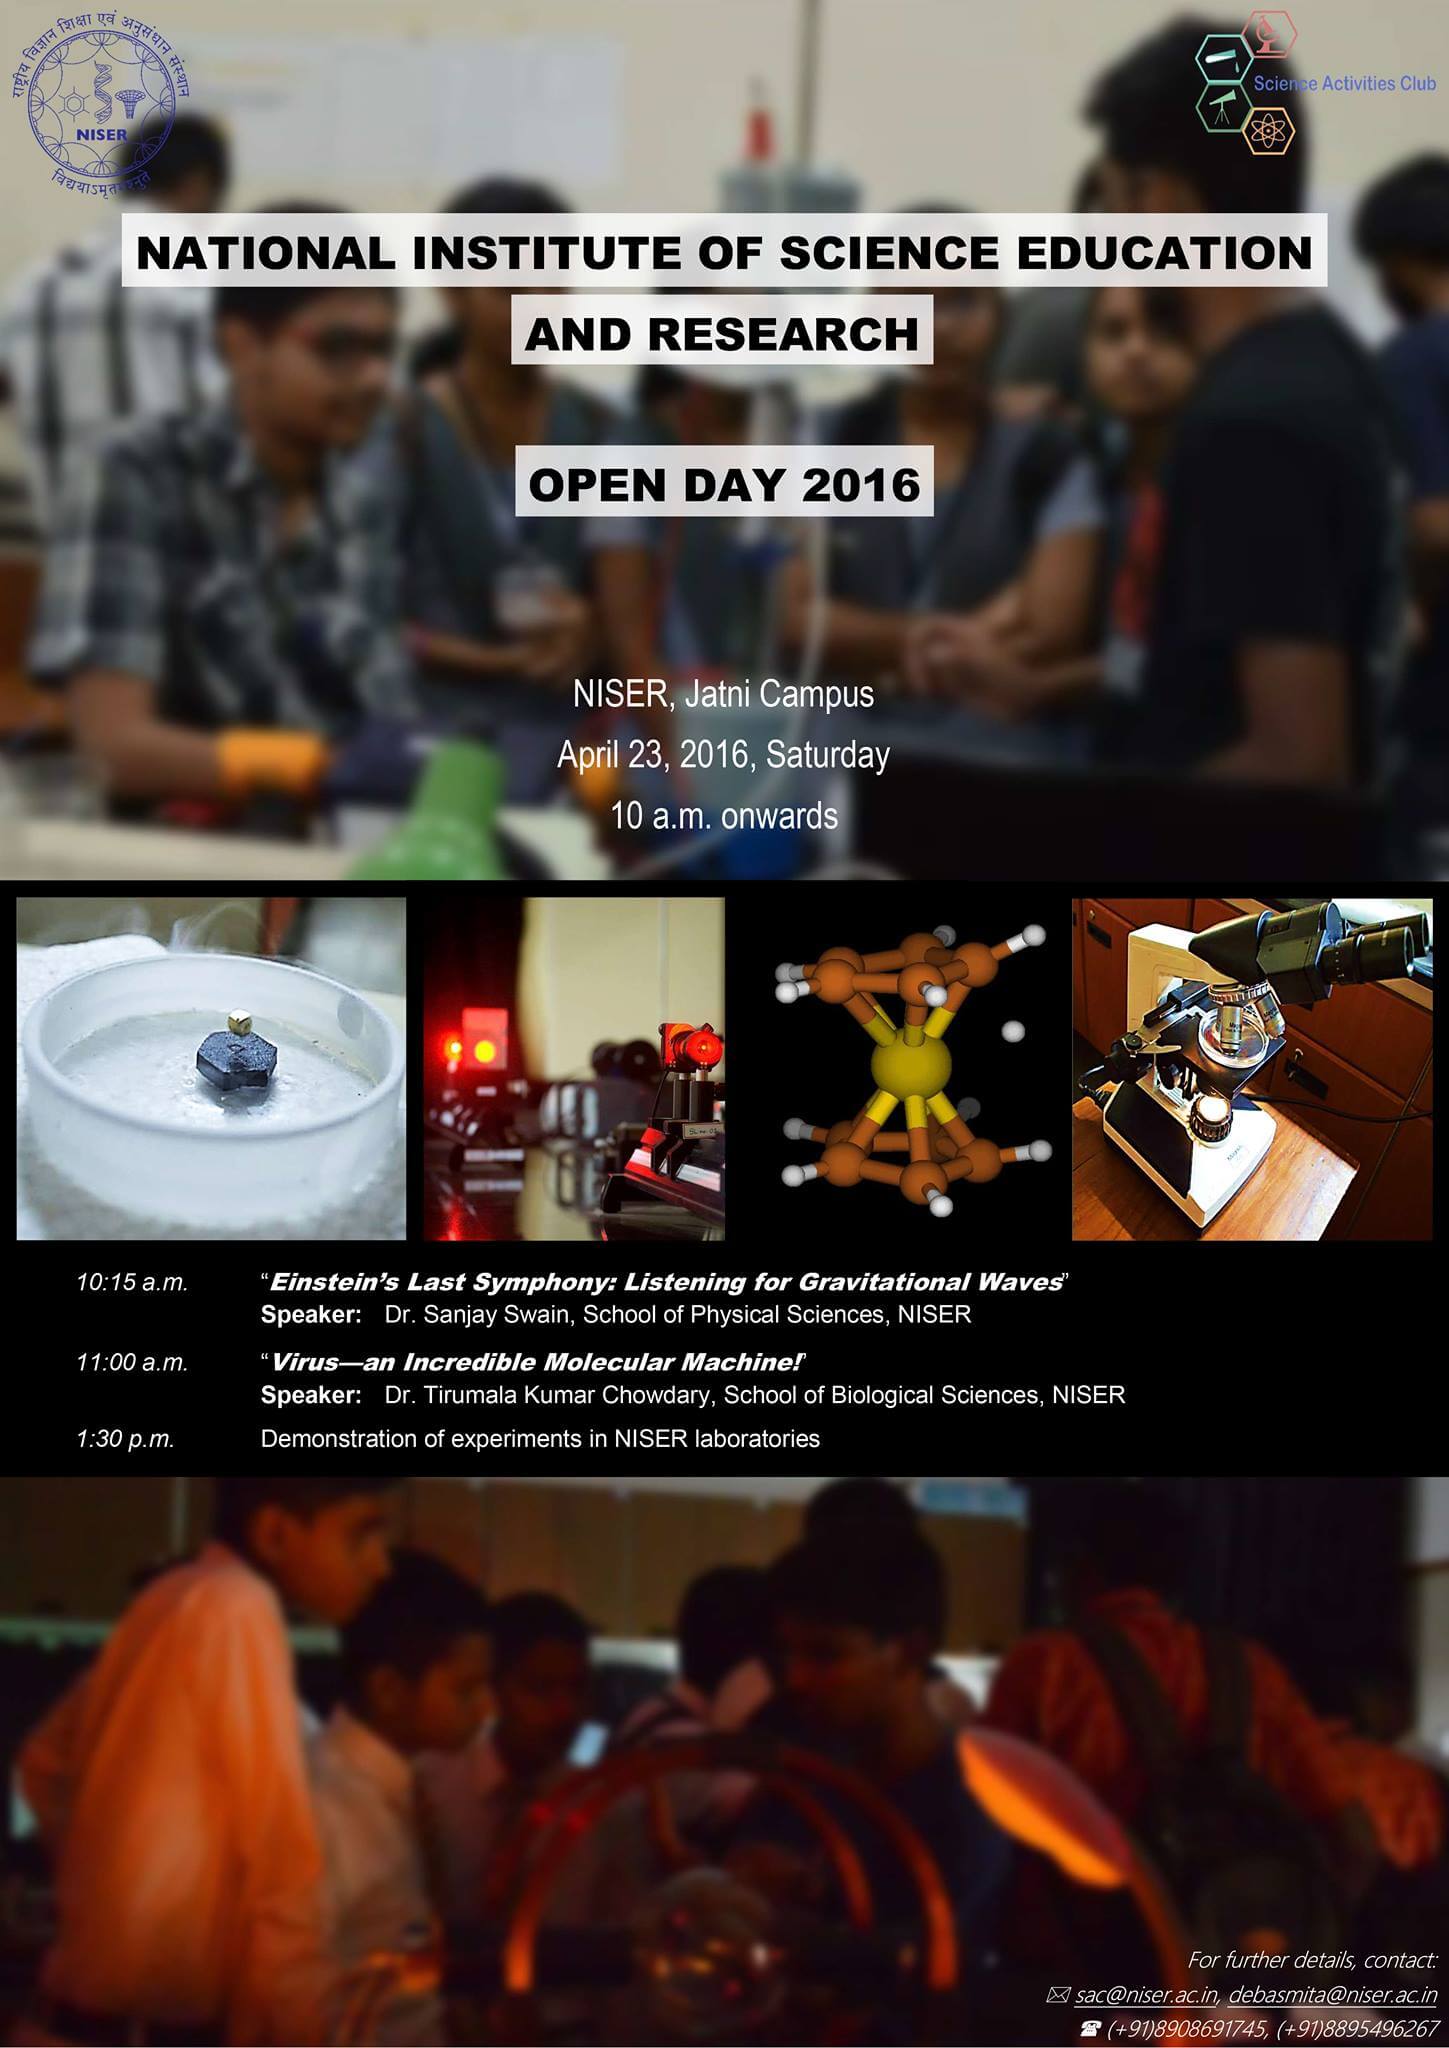 राष्ट्रीय विज्ञान शिक्षा एवं अनुसंधान संस्थान
NISER
विद्ययाऽमृतमश्नुते
Science Activities Club
NATIONAL INSTITUTE OF SCIENCE EDUCATION
AND RESEARCH
OPEN DAY 2016
NISER, Jatni Campus
April 23, 2016, Saturday
10 a.m. onwards
10:15 a.m. “Einstein’s Last Symphony: Listening for Gravitational Waves”
Speaker: Dr. Sanjay Swain, School of Physical Sciences, NISER
11:00 a.m. “Virus—an Incredible Molecular Machine!”
Speaker: Dr. Tirumala Kumar Chowdary, School of Biological Sciences, NISER
1:30 p.m. Demonstration of experiments in NISER laboratories
For further details, contact:
sac@niser.ac.in, debasmita@niser.ac.in
(+91)8908691745, (+91)8895496267